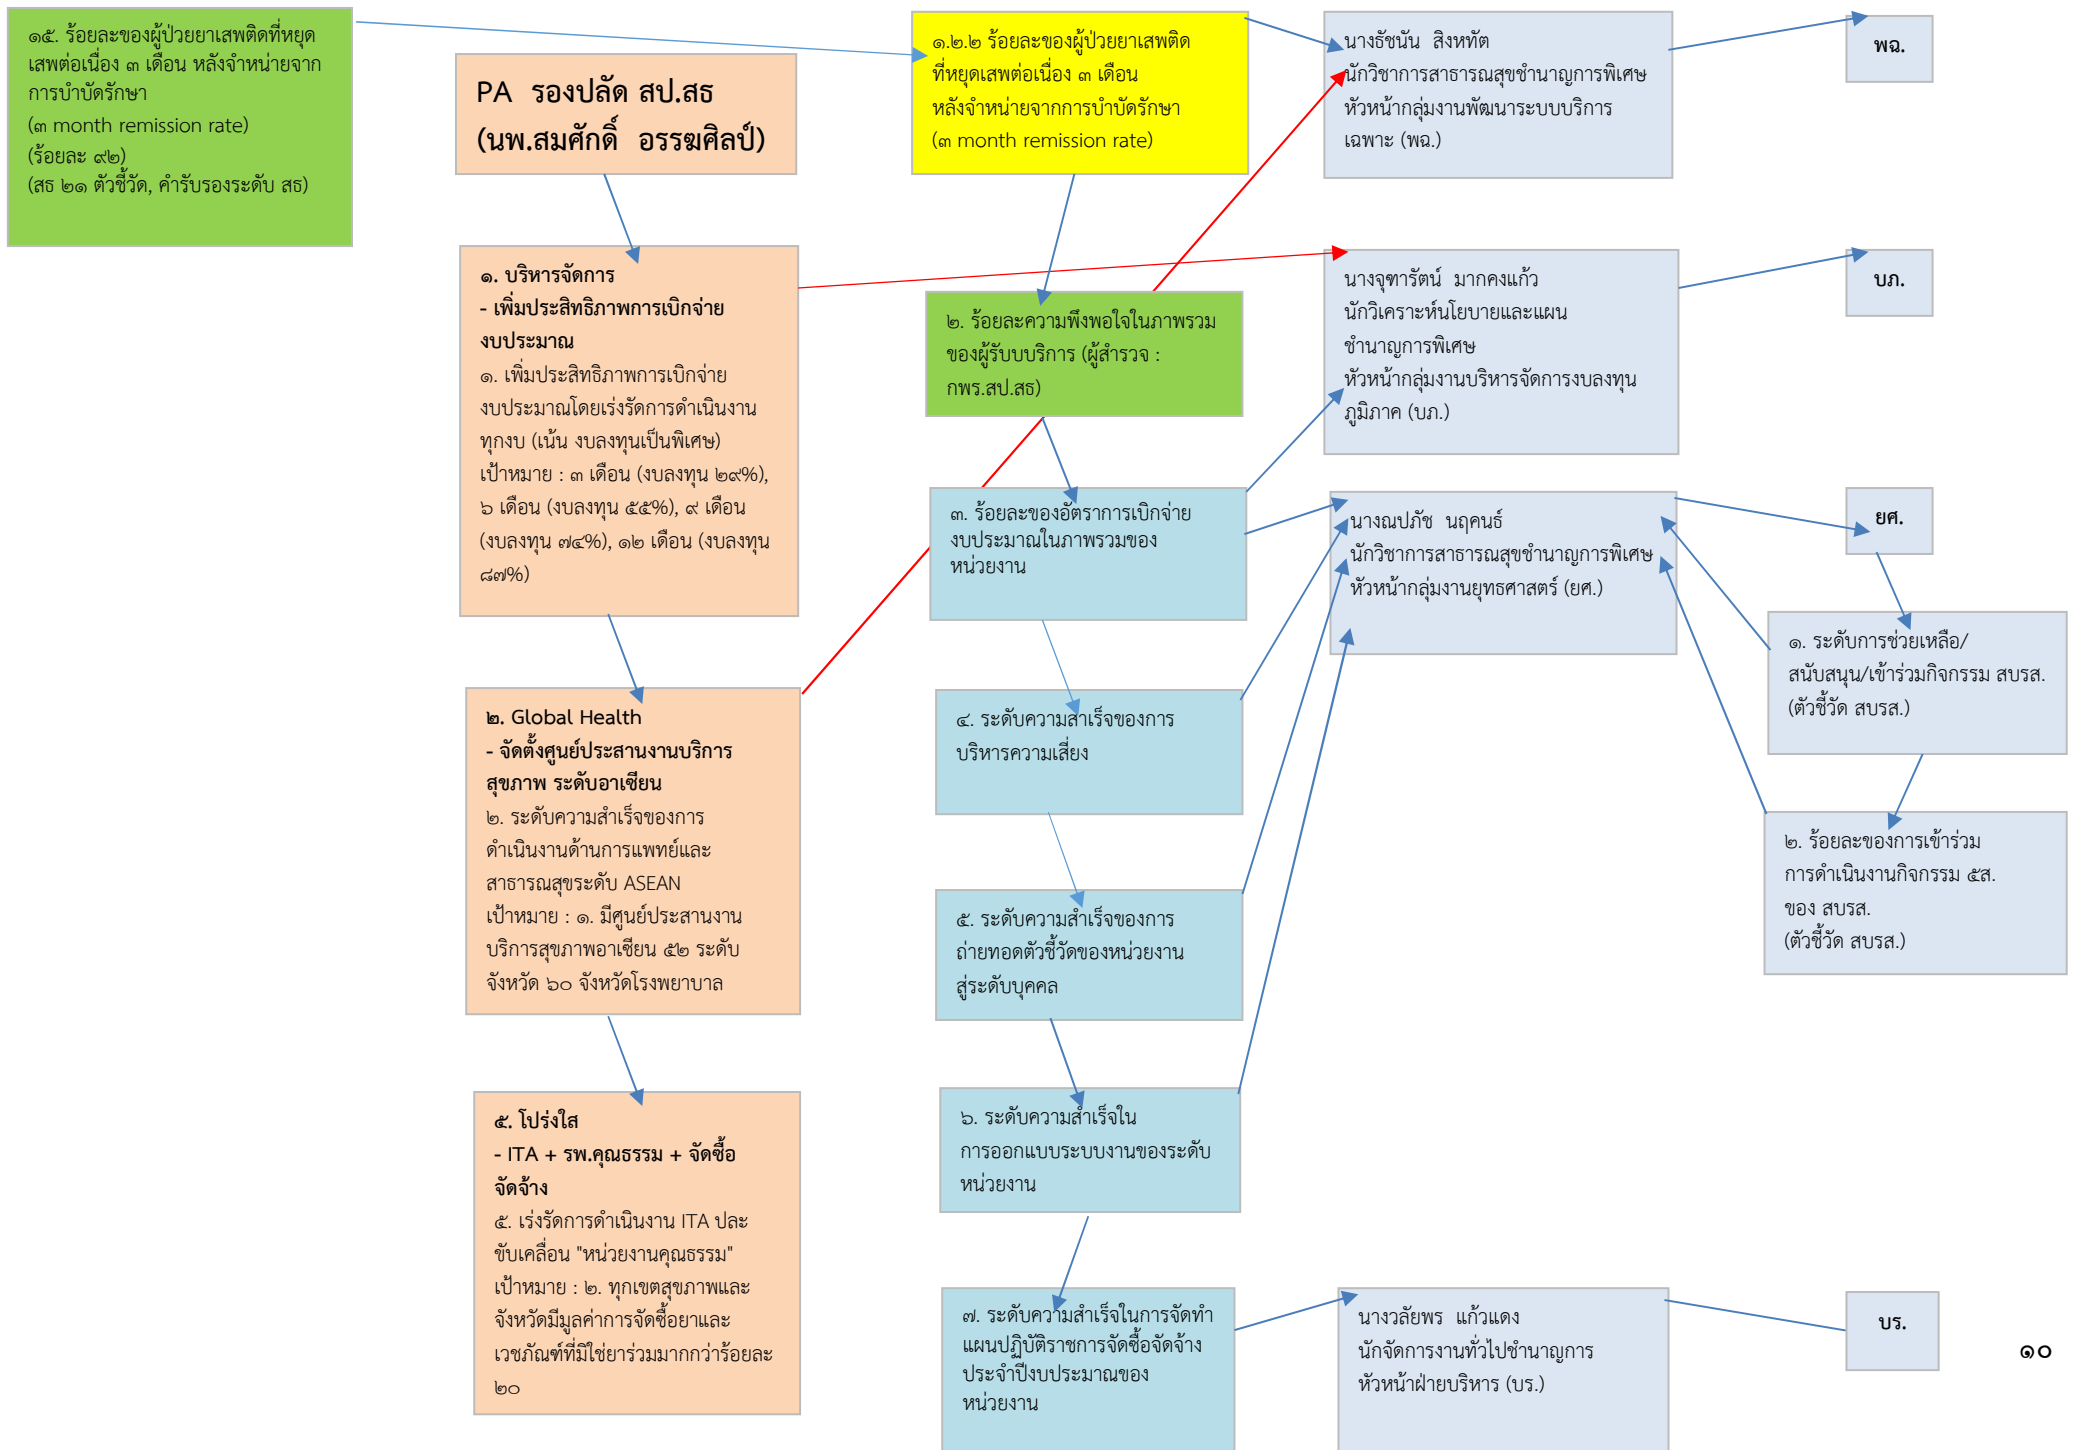 ๑๕. ร้อยละของผู้ป่วยยาเสพติดที่หยุด
เสพต่อเนื่อง ๓ เดือน หลังจำหน่ายจาก
การบำบัดรักษา
(๓ month remission rate)
(ร้อยละ ๙๒)
(สธ ๒๑ ตัวชี้วัด, คำรับรองระดับ สธ)
PA  รองปลัด สป.สธ
(นพ.สมศักดิ์  อรรฆศิลป์)
๑. บริหารจัดการ
- เพิ่มประสิทธิภาพการเบิกจ่าย
งบประมาณ
๑. เพิ่มประสิทธิภาพการเบิกจ่าย
งบประมาณโดยเร่งรัดการดำเนินงาน
ทุกงบ (เน้น งบลงทุนเป็นพิเศษ)
เป้าหมาย : ๓ เดือน (งบลงทุน ๒๙%),
๖ เดือน (งบลงทุน ๕๕%), ๙ เดือน
(งบลงทุน ๗๔%), ๑๒ เดือน (งบลงทุน
๘๗%)
๒. Global Health
- จัดตั้งศูนย์ประสานงานบริการ
สุขภาพ ระดับอาเซียน
๒. ระดับความสำเร็จของการ
ดำเนินงานด้านการแพทย์และ
สาธารณสุขระดับ ASEAN
เป้าหมาย : ๑. มีศูนย์ประสานงาน
บริการสุขภาพอาเซียน ๕๒ ระดับ
จังหวัด ๖๐ จังหวัดโรงพยาบาล
๕. โปร่งใส
- ITA + รพ.คุณธรรม + จัดซื้อ
จัดจ้าง
๕. เร่งรัดการดำเนินงาน ITA ปละ
ขับเคลื่อน "หน่วยงานคุณธรรม"
เป้าหมาย : ๒. ทุกเขตสุขภาพและ
จังหวัดมีมูลค่าการจัดซื้อยาและ
เวชภัณฑ์ที่มิใช่ยาร่วมมากกว่าร้อยละ
๒๐
๑.๒.๒ ร้อยละของผู้ป่วยยาเสพติด
ที่หยุดเสพต่อเนื่อง ๓ เดือน
หลังจำหน่ายจากการบำบัดรักษา
(๓ month remission rate)
๒. ร้อยละความพึงพอใจในภาพรวม
ของผู้รับบบริการ (ผู้สำรวจ :
กพร.สป.สธ)
๓. ร้อยละของอัตราการเบิกจ่าย
งบประมาณในภาพรวมของ
หน่วยงาน
๔. ระดับความสำเร็จของการ
บริหารความเสี่ยง
๕. ระดับความสำเร็จของการ
ถ่ายทอดตัวชี้วัดของหน่วยงาน
สู่ระดับบุคคล
๖. ระดับความสำเร็จใน
การออกแบบระบบงานของระดับ
หน่วยงาน
๗. ระดับความสำเร็จในการจัดทำ
แผนปฏิบัติราชการจัดซื้อจัดจ้าง
ประจำปีงบประมาณของ
หน่วยงาน
นางธัชนัน  สิงหทัต
นักวิชาการสาธารณสุขชำนาญการพิเศษ
หัวหน้ากลุ่มงานพัฒนาระบบบริการ
เฉพาะ (พฉ.)
นางจุฑารัตน์  มากคงแก้ว
นักวิเคราะห์นโยบายและแผน
ชำนาญการพิเศษ
หัวหน้ากลุ่มงานบริหารจัดการงบลงทุน
ภูมิภาค (บภ.)
นางณปภัช  นฤคนธ์
นักวิชาการสาธารณสุขชำนาญการพิเศษ
หัวหน้ากลุ่มงานยุทธศาสตร์ (ยศ.)
นางวลัยพร  แก้วแดง
นักจัดการงานทั่วไปชำนาญการ
หัวหน้าฝ่ายบริหาร (บร.)
พฉ.
บภ.
ยศ.
๑. ระดับการช่วยเหลือ/
สนับสนุน/เข้าร่วมกิจกรรม สบรส.
(ตัวชี้วัด สบรส.)
๒. ร้อยละของการเข้าร่วม
การดำเนินงานกิจกรรม ๕ส.
ของ สบรส.
(ตัวชี้วัด สบรส.)
บร.
๑๐